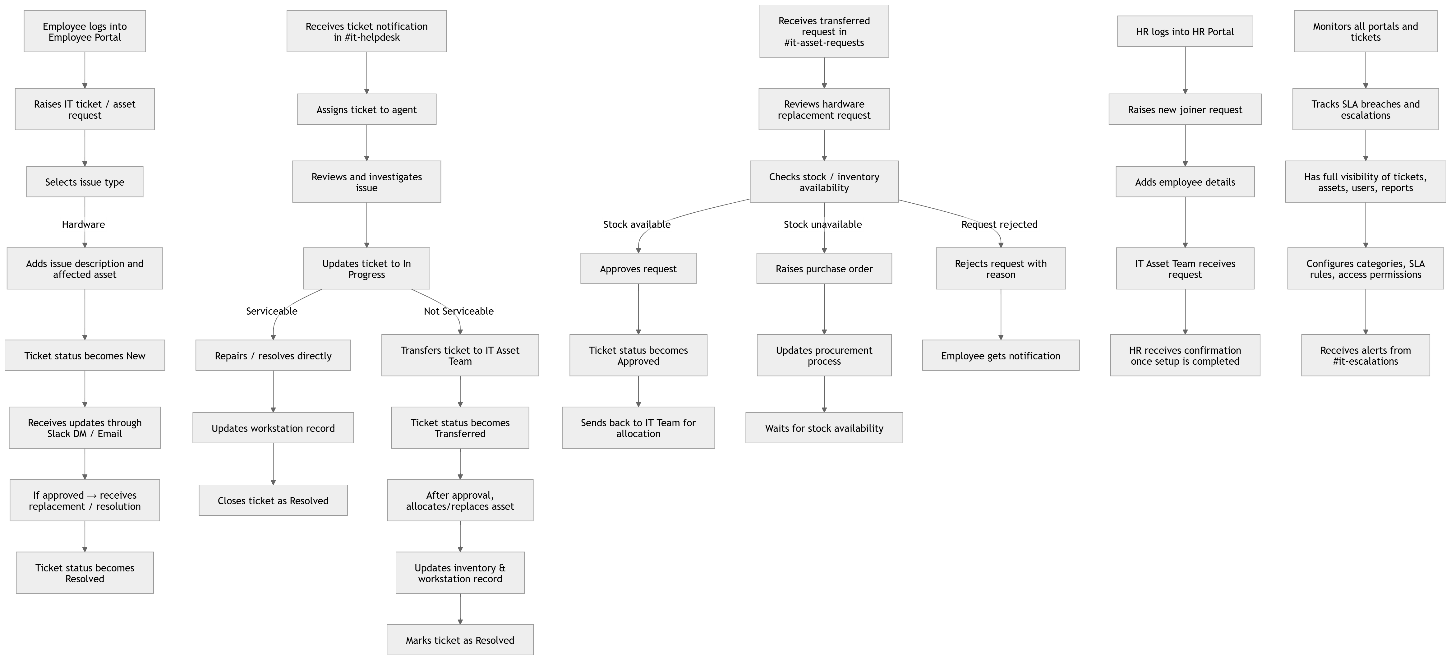 Employee logs into
Employee Portal
Raises IT ticket / asset
request
Selects issue type
Hardware
Adds issue description and
affected asset
Ticket status becomes New
Receives updates through
Slack DM / Email
If approved → receives
replacement / resolution
Ticket status becomes
Resolved
Receives ticket notification
in #it-helpdesk
Assigns ticket to agent
Reviews and investigates
issue
Updates ticket to In
Progress
Serviceable
Not Serviceable
Repairs / resolves directly
Updates workstation record
Closes ticket as Resolved
Transfers ticket to IT Asset
Team
Ticket status becomes
Transferred
After approval,
allocates/replaces asset
Updates inventory &
workstation record
Marks ticket as Resolved
Receives transferred
request in
#it-asset-requests
Reviews hardware
replacement request
Checks stock / inventory
availability
Stock available
Stock unavailable
Request rejected
Approves request
Ticket status becomes
Approved
Sends back to IT Team for
allocation
Raises purchase order
Updates procurement
process
Waits for stock availability
Rejects request with
reason
Employee gets notification
HR logs into HR Portal
Raises new joiner request
Adds employee details
IT Asset Team receives
request
HR receives confirmation
once setup is completed
Monitors all portals and
tickets
Tracks SLA breaches and
escalations
Has full visibility of tickets,
assets, users, reports
Configures categories, SLA
rules, access permissions
Receives alerts from
#it-escalations